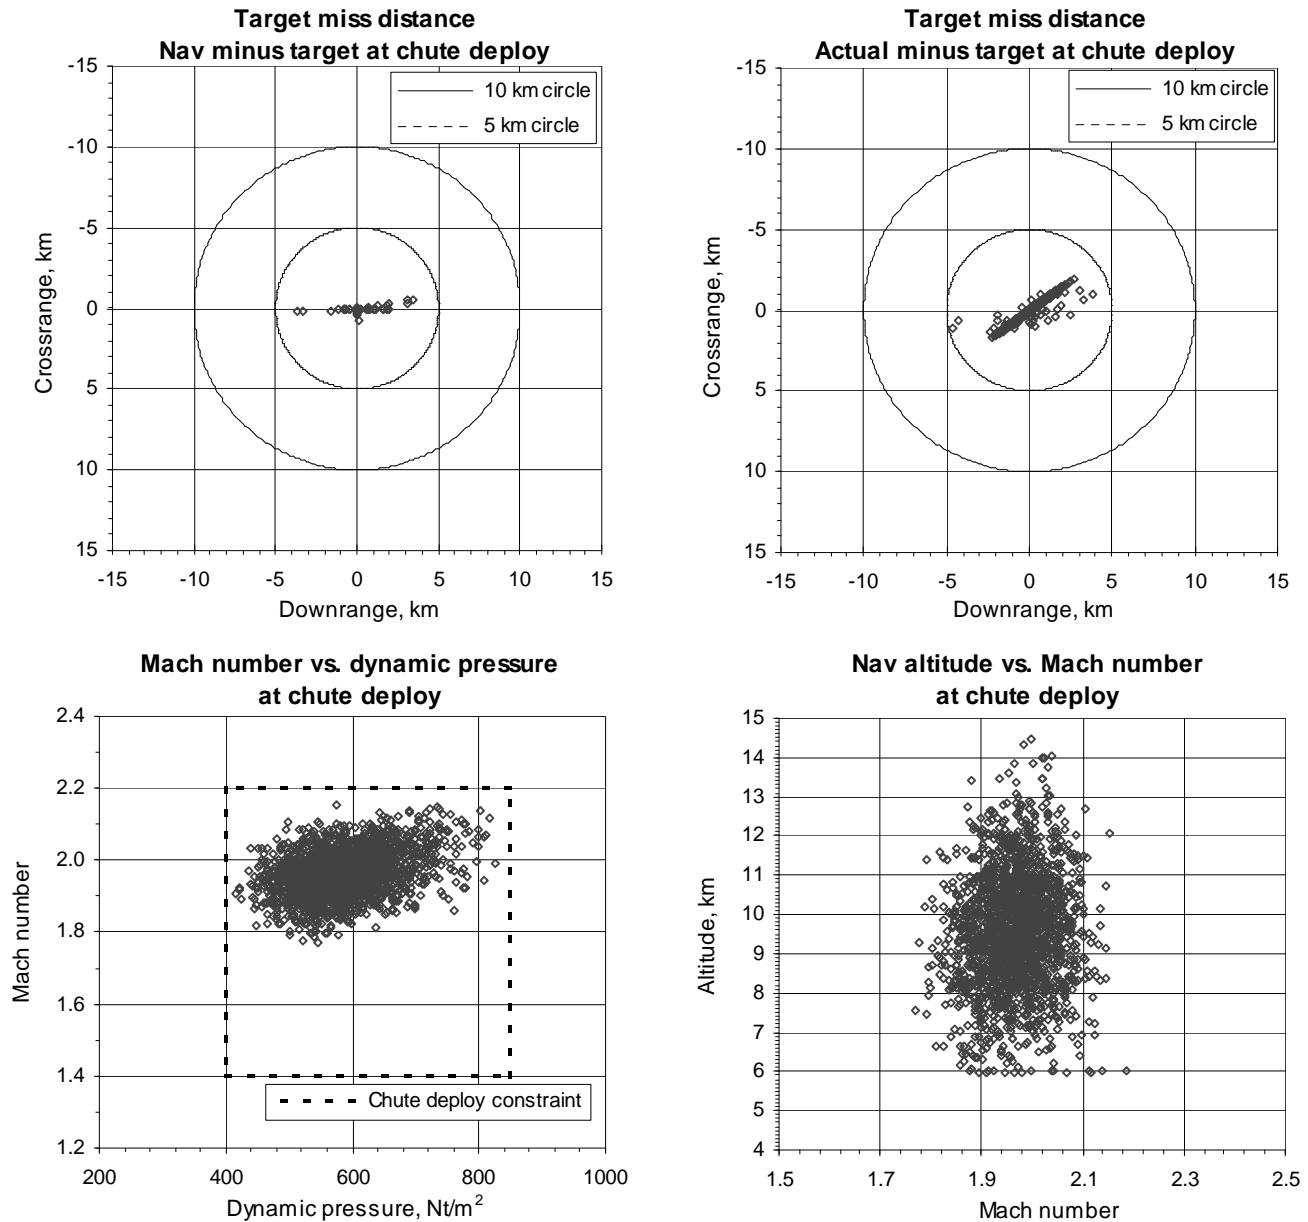 Target miss distance
Nav minus target at chute deploy
-15
-10
-5
0
5
10
15
Crossrange, km
10 km circle
5 km circle
-15 -10 -5 0 5 10 15
Downrange, km
Target miss distance
Actual minus target at chute deploy
-15
-10
-5
0
5
10
15
Crossrange, km
10 km circle
5 km circle
-15 -10 -5 0 5 10 15
Downrange, km
Mach number vs. dynamic pressure
at chute deploy
2.4
2.2
2.0
1.8
1.6
1.4
1.2
Mach number
Chute deploy constraint
200 400 600 800 1000
Dynamic pressure, Nt/m²
Nav altitude vs. Mach number
at chute deploy
15
14
13
12
11
10
9
8
7
6
5
4
Altitude, km
1.5 1.7 1.9 2.1 2.3 2.5
Mach number